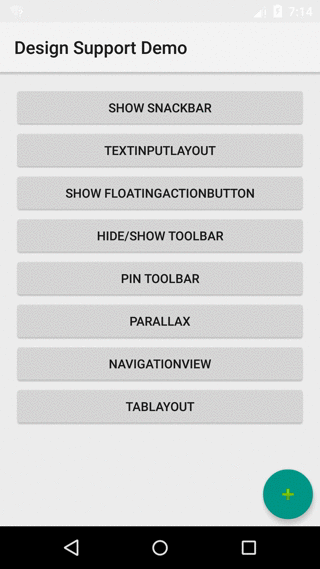 7:14
Design Support Demo
SHOW SNACKBAR
TEXTINPUTLAYOUT
SHOW FLOATINGACTIONBUTTON
HIDE/SHOW TOOLBAR
PIN TOOLBAR
PARALLAX
NAVIGATIONVIEW
TABLAYOUT
+